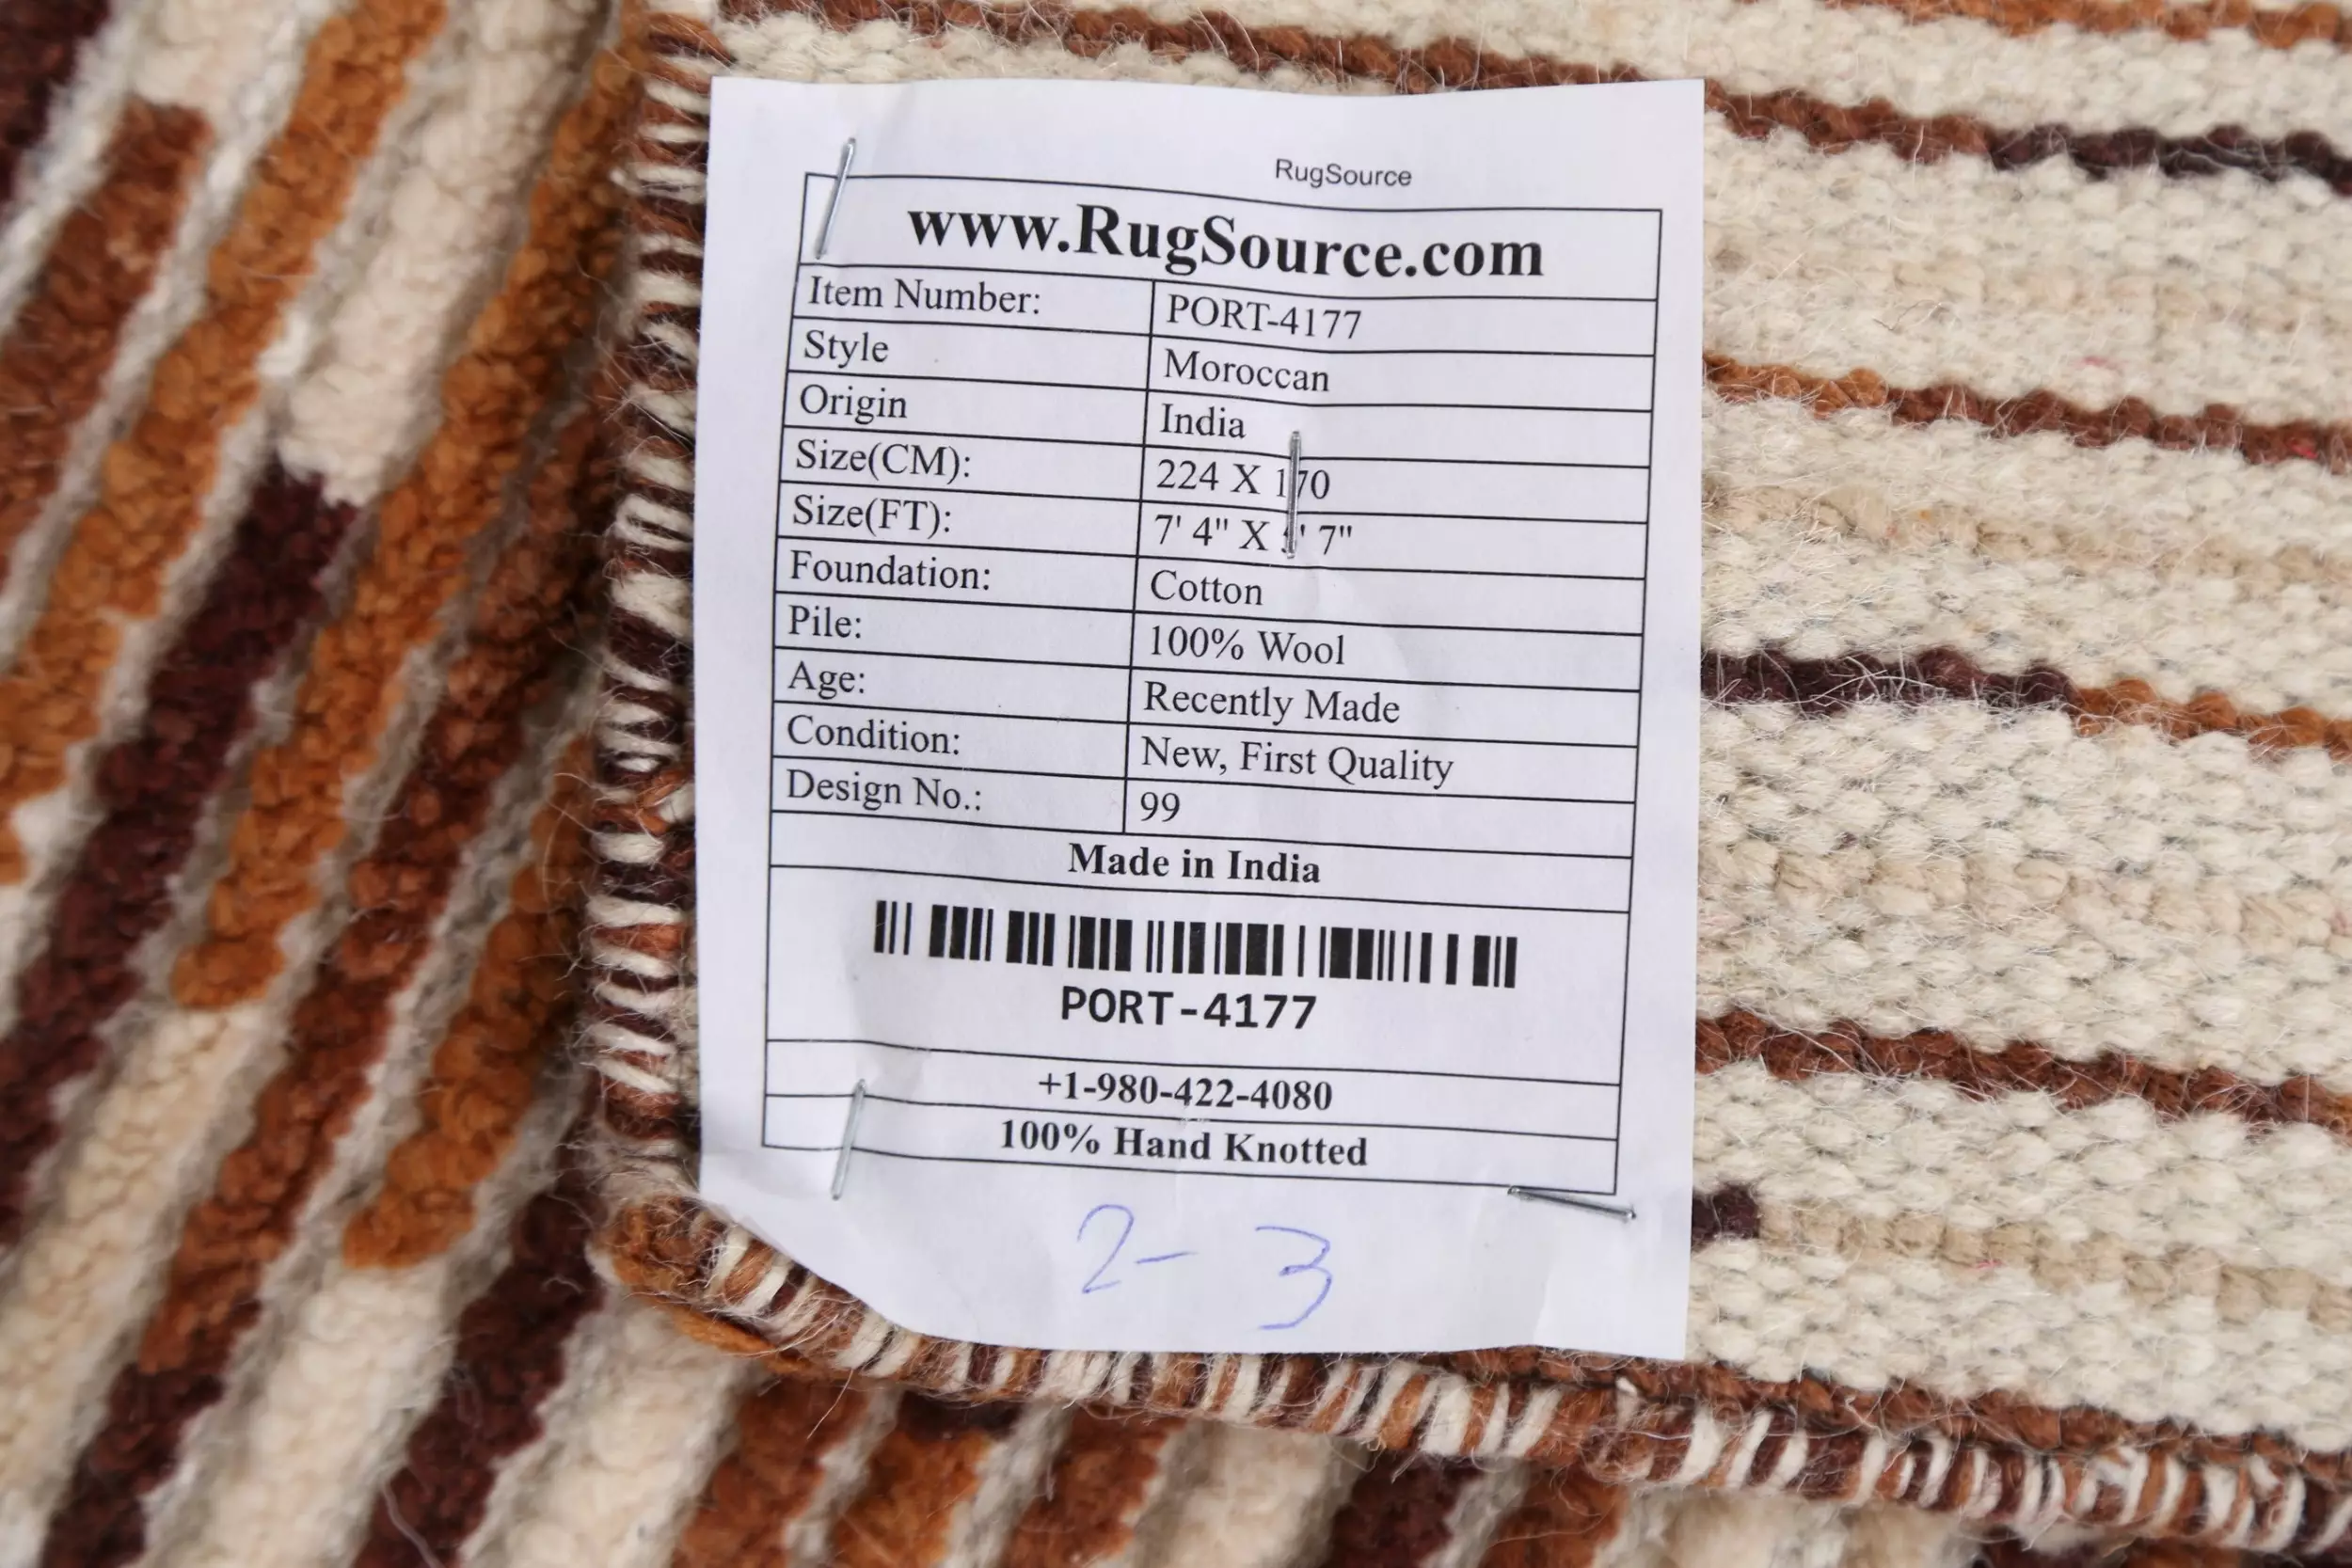 RugSource
www.RugSource.com
Item Number: PORT-4177
Style Moroccan
Origin India
Size(CM): 224 X 170
Size(FT): 7' 4" X 7"
Foundation: Cotton
Pile: 100% Wool
Age: Recently Made
Condition: New, First Quality
Design No.: 99
Made in India
PORT-4177
+1-980-422-4080
100% Hand Knotted
2- 3